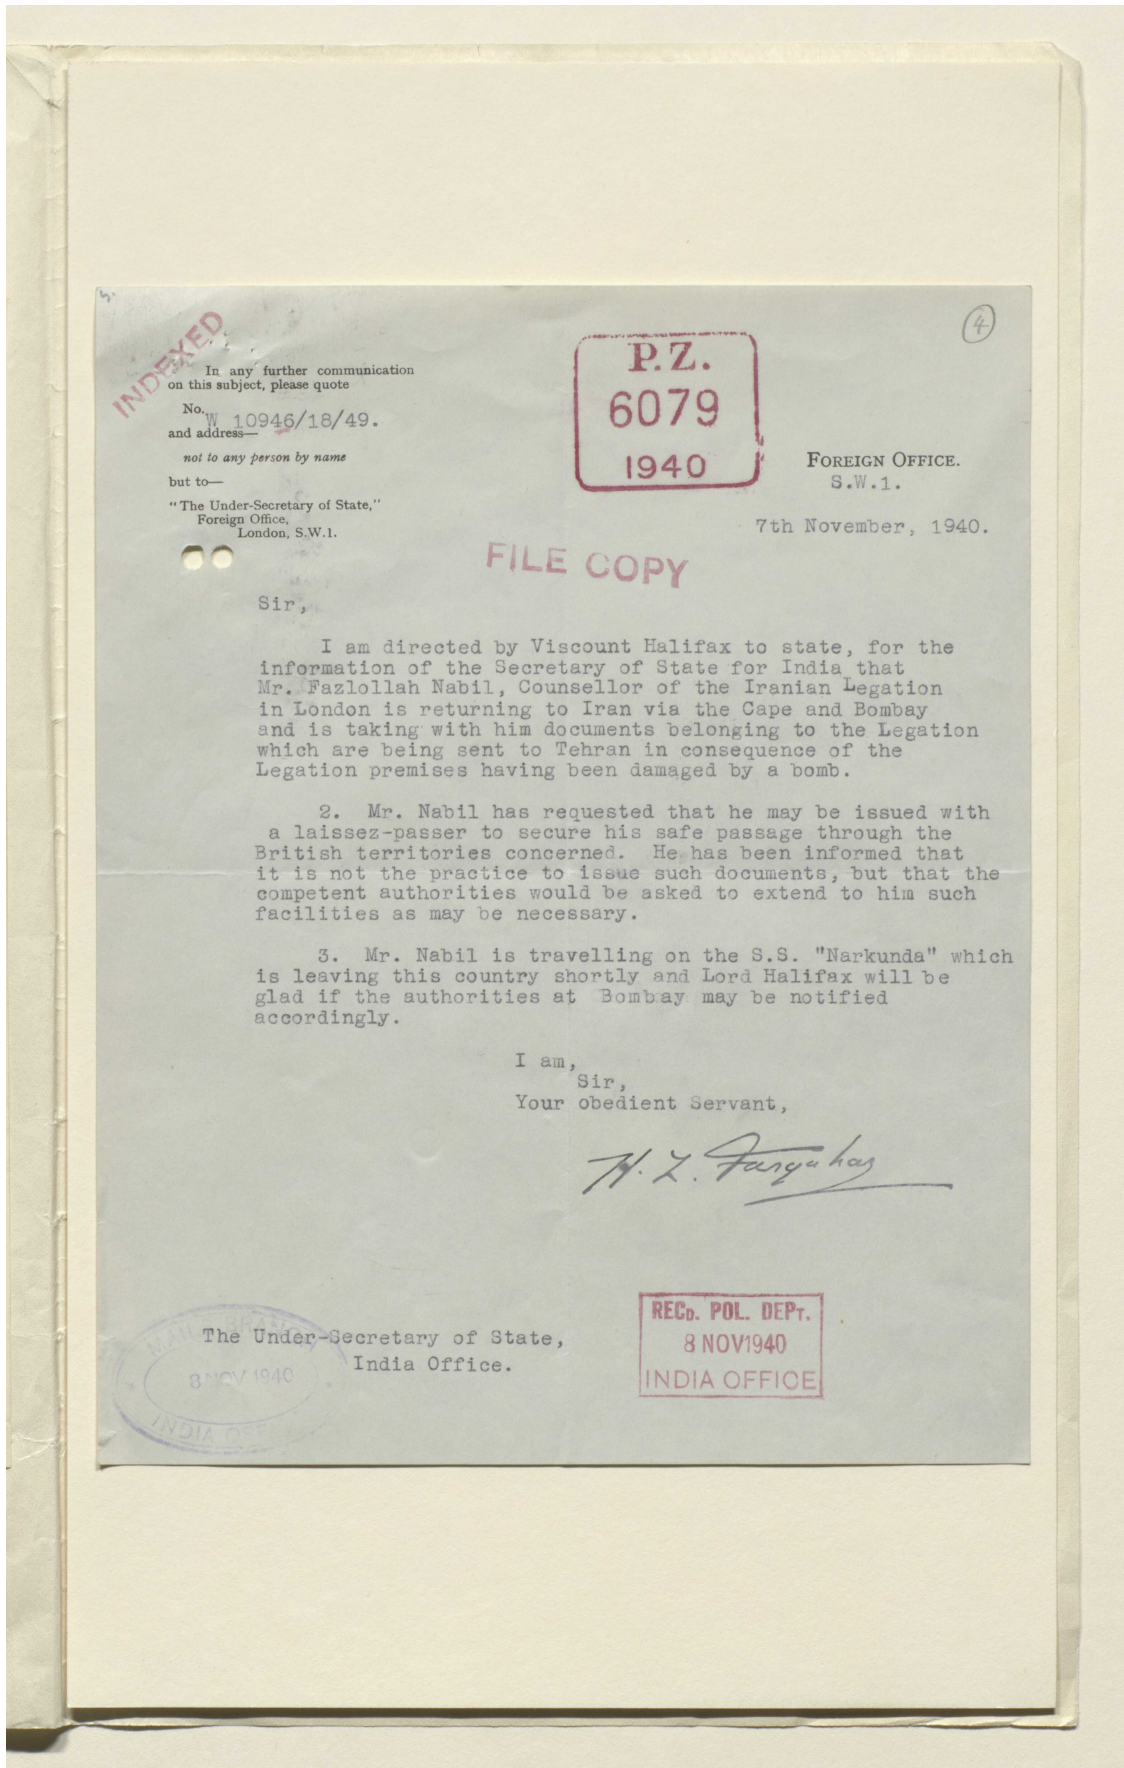 4
INDEXED
In any further communication
on this subject, please quote
No. W 10946/18/49.
and address—
not to any person by name
but to—
"The Under-Secretary of State,"
Foreign Office,
London, S.W.1.
P.Z.
6079
1940
FOREIGN OFFICE.
S.W.1.
7th November, 1940.
FILE COPY
Sir,
I am directed by Viscount Halifax to state, for the
information of the Secretary of State for India that
Mr. Fazlollah Nabil, Counsellor of the Iranian Legation
in London is returning to Iran via the Cape and Bombay
and is taking with him documents belonging to the Legation
which are being sent to Tehran in consequence of the
Legation premises having been damaged by a bomb.
2. Mr. Nabil has requested that he may be issued with
a laissez-passer to secure his safe passage through the
British territories concerned. He has been informed that
it is not the practice to issue such documents, but that the
competent authorities would be asked to extend to him such
facilities as may be necessary.
3. Mr. Nabil is travelling on the S.S. "Narkunda" which
is leaving this country shortly and Lord Halifax will be
glad if the authorities at Bombay may be notified
accordingly.
I am,
Sir,
Your obedient Servant,
H. L. Farquhar
The Under-Secretary of State,
India Office.
MAIL BRANCH
8 NOV 1940
INDIA OFFICE
RECD. POL. DEPT.
8 NOV 1940
INDIA OFFICE